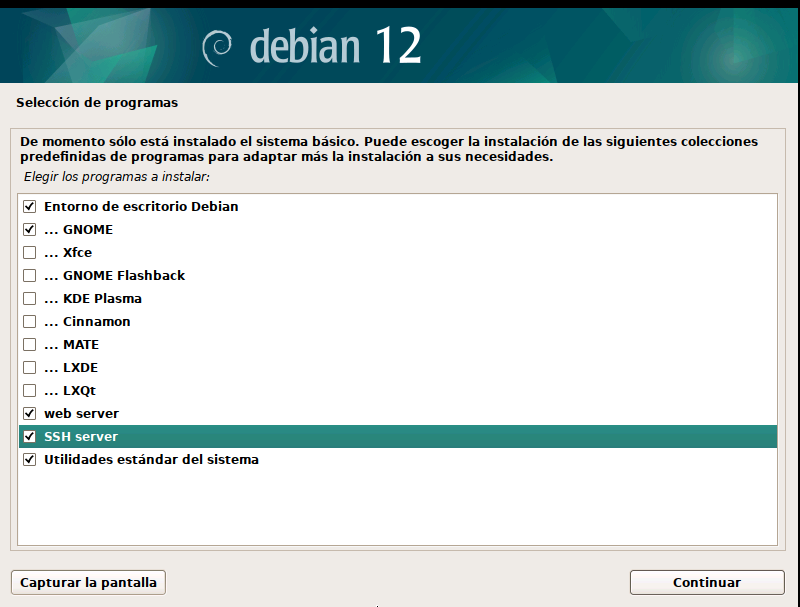 debian 12
Selección de programas
De momento sólo está instalado el sistema básico. Puede escoger la instalación de las siguientes colecciones
predefinidas de programas para adaptar más la instalación a sus necesidades.
Elegir los programas a instalar:
Entorno de escritorio Debian
... GNOME
... Xfce
... GNOME Flashback
... KDE Plasma
... Cinnamon
... MATE
... LXDE
... LXQt
web server
SSH server
Utilidades estándar del sistema
Capturar la pantalla
Continuar